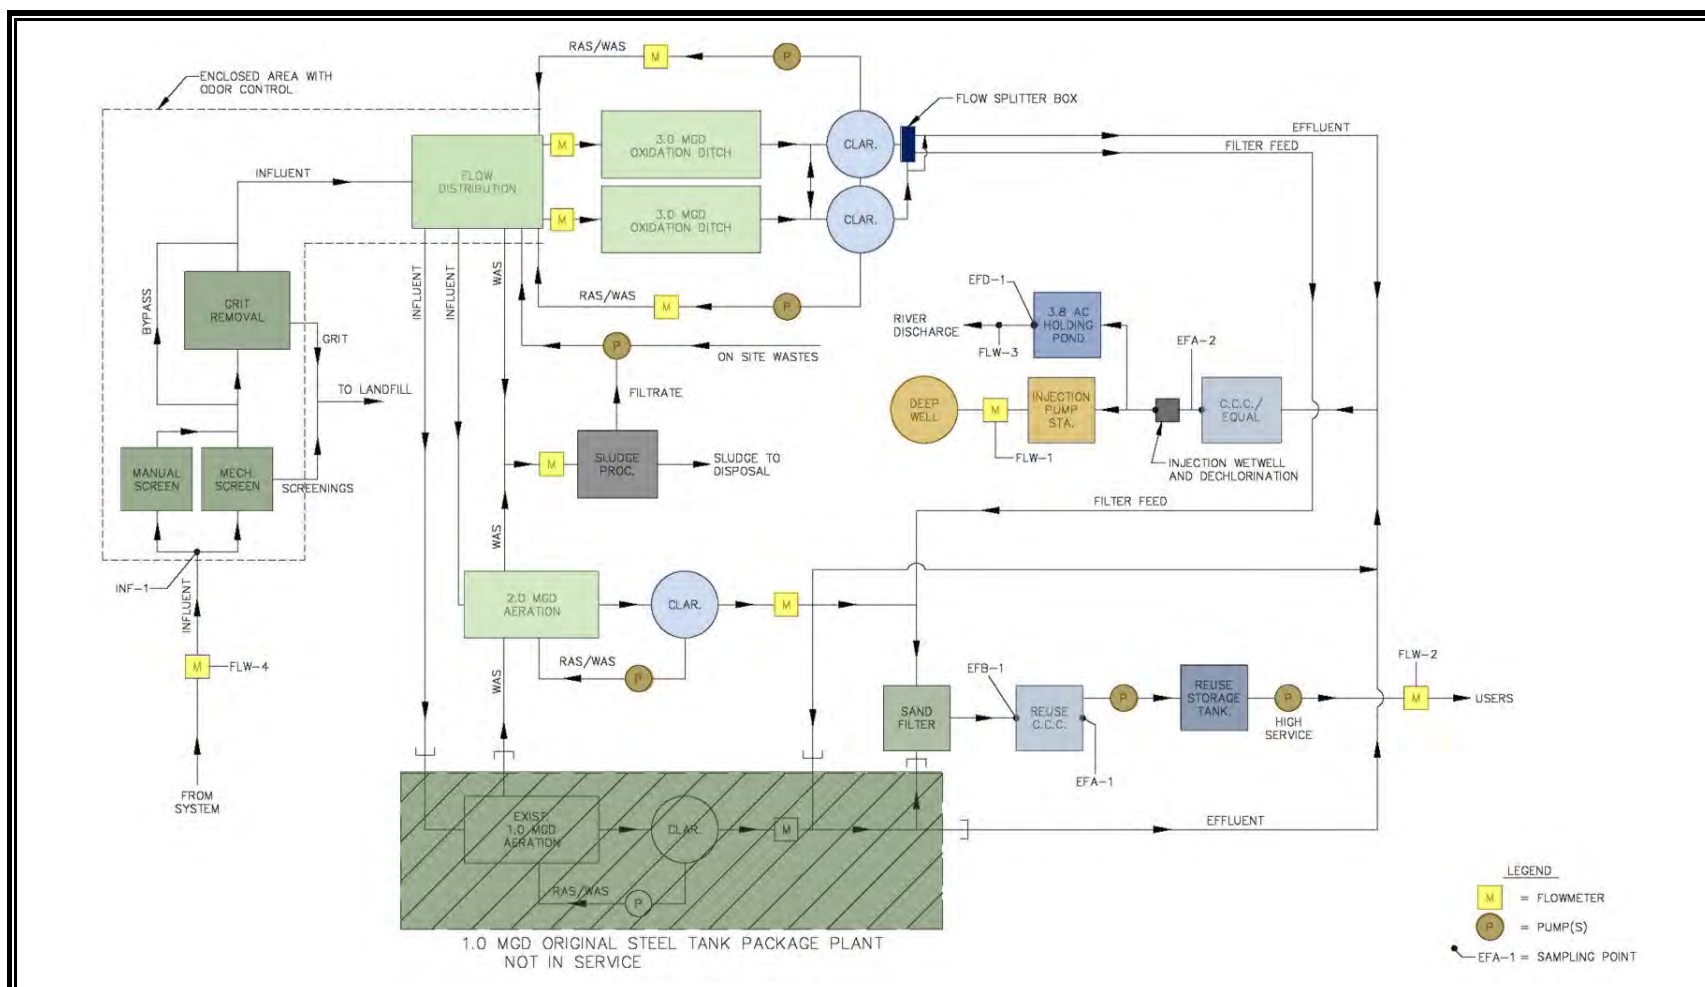 ENCLOSED AREA WITH
ODOR CONTROL
RAS/WAS
M
P
FLOW SPLITTER BOX
M
3.0 MGD
OXIDATION DITCH
CLAR.
EFFLUENT
FILTER FEED
INFLUENT
FLOW
DISTRIBUTION
M
3.0 MGD
OXIDATION DITCH
CLAR.
INFLUENT
INFLUENT
WAS
RAS/WAS
M
P
BYPASS
GRIT
REMOVAL
GRIT
TO LANDFILL
P
ON SITE WASTES
FILTRATE
EFD-1
3.8 AC
HOLDING
POND
RIVER
DISCHARGE
FLW-3
EFA-2
DEEP
WELL
M
INJECTION
PUMP
STA.
C.C.C./
EQUAL
FLW-1
INJECTION WETWELL
AND DECHLORINATION
MANUAL
SCREEN
MECH.
SCREEN
SCREENINGS
M
SLUDGE
PROC.
SLUDGE TO
DISPOSAL
FILTER FEED
WAS
INF-1
INFLUENT
2.0 MGD
AERATION
CLAR.
M
RAS/WAS
P
M
FLW-4
WAS
FROM
SYSTEM
EFB-1
SAND
FILTER
REUSE
C.C.C.
EFA-1
P
REUSE
STORAGE
TANK.
P
HIGH
SERVICE
FLW-2
M
USERS
EXIST.
1.0 MGD
AERATION
CLAR.
M
RAS/WAS
P
EFFLUENT
1.0 MGD ORIGINAL STEEL TANK PACKAGE PLANT
NOT IN SERVICE
LEGEND
M = FLOWMETER
P = PUMP(S)
EFA-1 = SAMPLING POINT